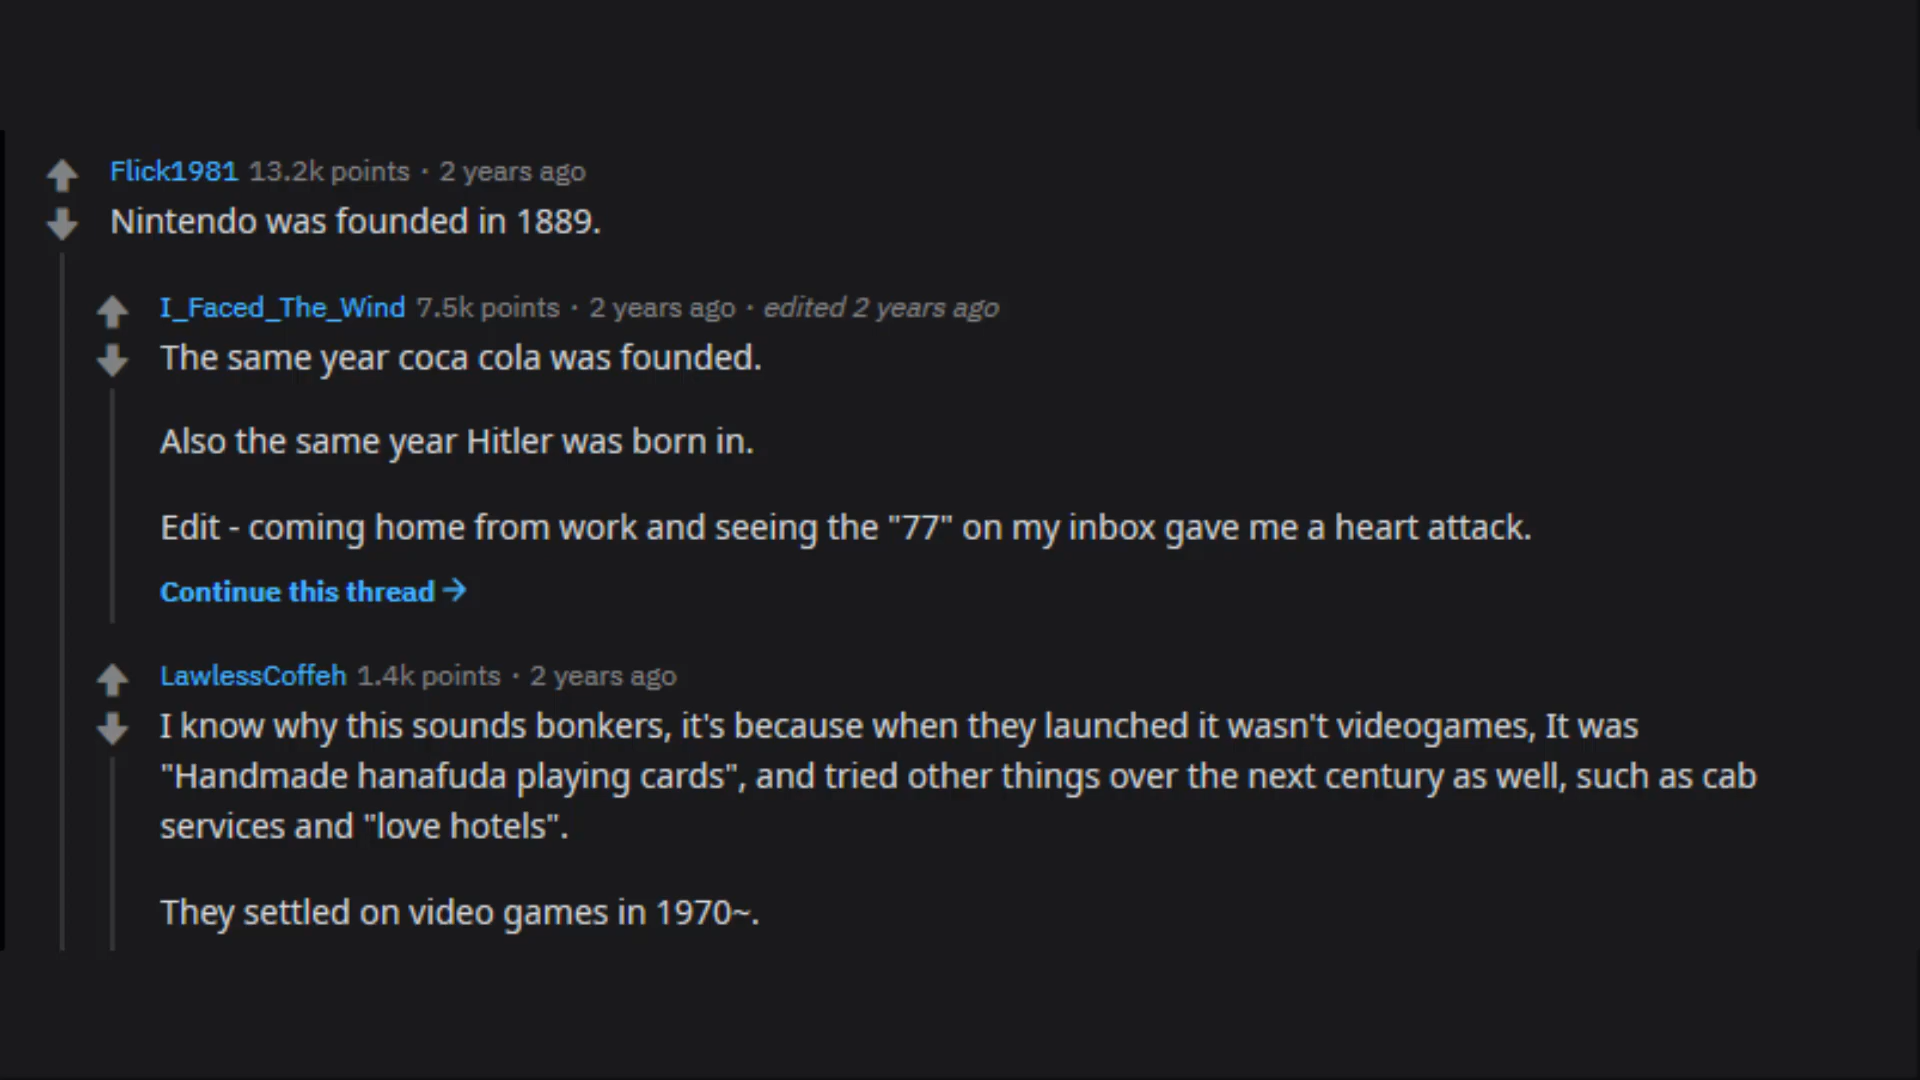 Flick1981 13.2k points · 2 years ago
Nintendo was founded in 1889.
I_Faced_The_Wind 7.5k points · 2 years ago · edited 2 years ago
The same year coca cola was founded.
Also the same year Hitler was born in.
Edit - coming home from work and seeing the "77" on my inbox gave me a heart attack.
Continue this thread →
LawlessCoffeh 1.4k points · 2 years ago
I know why this sounds bonkers, it's because when they launched it wasn't videogames, It was
"Handmade hanafuda playing cards", and tried other things over the next century as well, such as cab
services and "love hotels".
They settled on video games in 1970~.